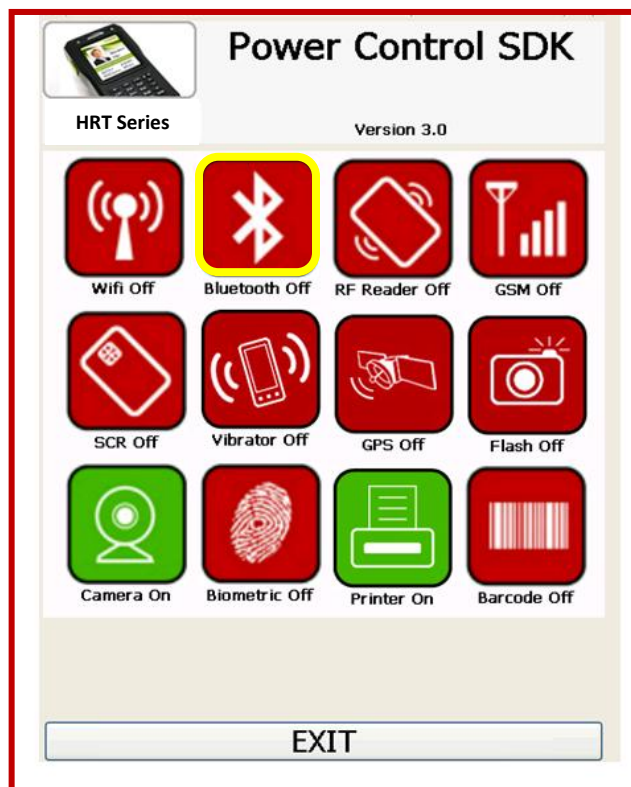 Power Control SDK
HRT Series
Version 3.0
Wifi Off
Bluetooth Off
RF Reader Off
GSM Off
SCR Off
Vibrator Off
GPS Off
Flash Off
Camera On
Biometric Off
Printer On
Barcode Off
EXIT